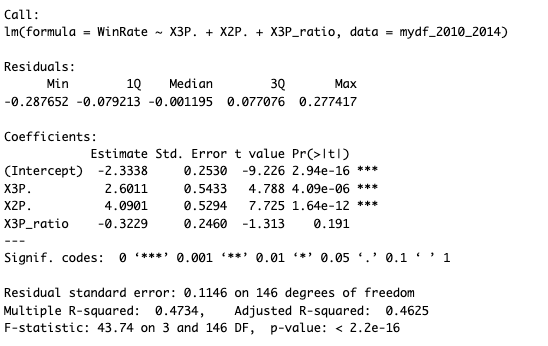 Call:
lm(formula = WinRate ~ X3P. + X2P. + X3P_ratio, data = mydf_2010_2014)

Residuals:
      Min        1Q    Median        3Q       Max
-0.287652 -0.079213 -0.001195  0.077076  0.277417

Coefficients:
            Estimate Std. Error t value Pr(>|t|)
(Intercept)  -2.3338     0.2530  -9.226 2.94e-16 ***
X3P.          2.6011     0.5433   4.788 4.09e-06 ***
X2P.          4.0901     0.5294   7.725 1.64e-12 ***
X3P_ratio    -0.3229     0.2460  -1.313    0.191
---
Signif. codes:  0 ‘***’ 0.001 ‘**’ 0.01 ‘*’ 0.05 ‘.’ 0.1 ‘ ’ 1

Residual standard error: 0.1146 on 146 degrees of freedom
Multiple R-squared:  0.4734,    Adjusted R-squared:  0.4625
F-statistic: 43.74 on 3 and 146 DF,  p-value: < 2.2e-16